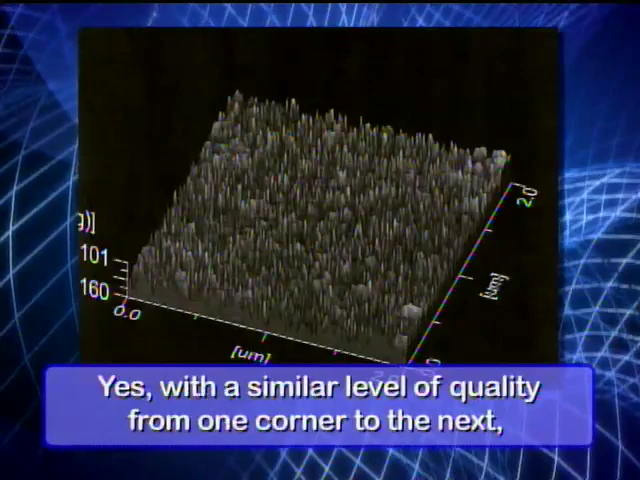 g)]
101
160
0.0
[um]
2.0
[um]
Yes, with a similar level of quality
from one corner to the next,